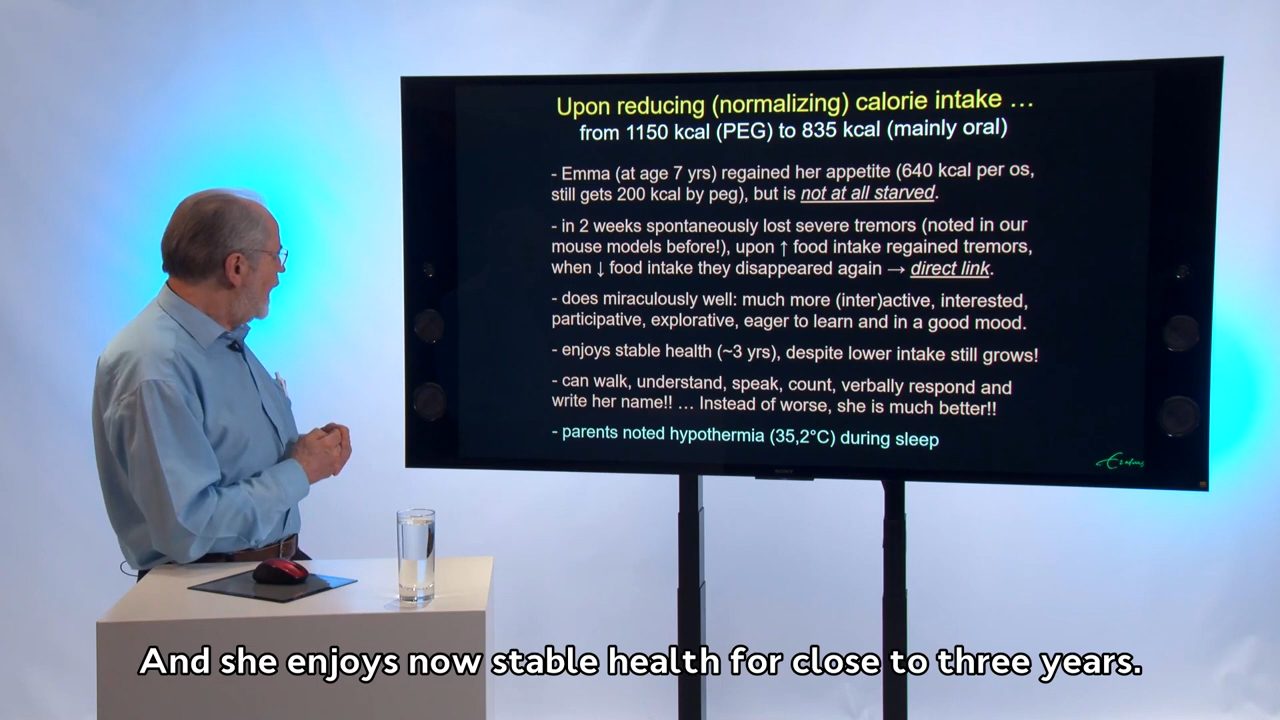 Upon reducing (normalizing) calorie intake …
from 1150 kcal (PEG) to 835 kcal (mainly oral)
- Emma (at age 7 yrs) regained her appetite (640 kcal per os,
still gets 200 kcal by peg), but is not at all starved.
- in 2 weeks spontaneously lost severe tremors (noted in our
mouse models before!), upon ↑ food intake regained tremors,
when ↓ food intake they disappeared again → direct link.
- does miraculously well: much more (inter)active, interested,
participative, explorative, eager to learn and in a good mood.
- enjoys stable health (~3 yrs), despite lower intake still grows!
- can walk, understand, speak, count, verbally respond and
write her name!! … Instead of worse, she is much better!!
- parents noted hypothermia (35,2°C) during sleep
Erasmus
SONY
And she enjoys now stable health for close to three years.